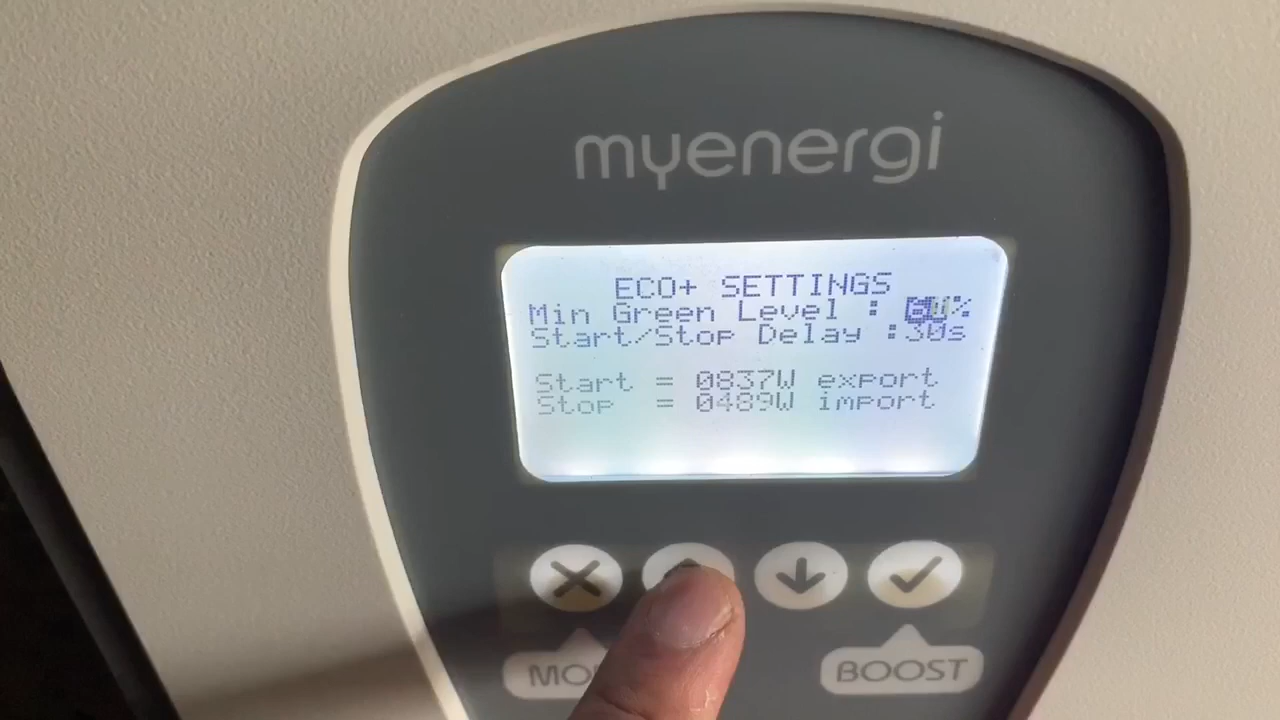 myenergi
ECO+ SETTINGS
Min Green Level : %
Start/Stop Delay :30s
Start = 0837W export
Stop = 0489W import
BOOST